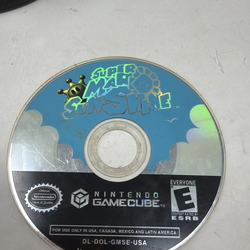 SUPER
MARIO
SUNSHINE
Nintendo
EVERYONE
E
ESRB
NINTENDO
GAMECUBE
FOR USE ONLY IN USA, CANADA, MEXICO AND LATIN AMERICA
DL-DOL-GMSE-USA